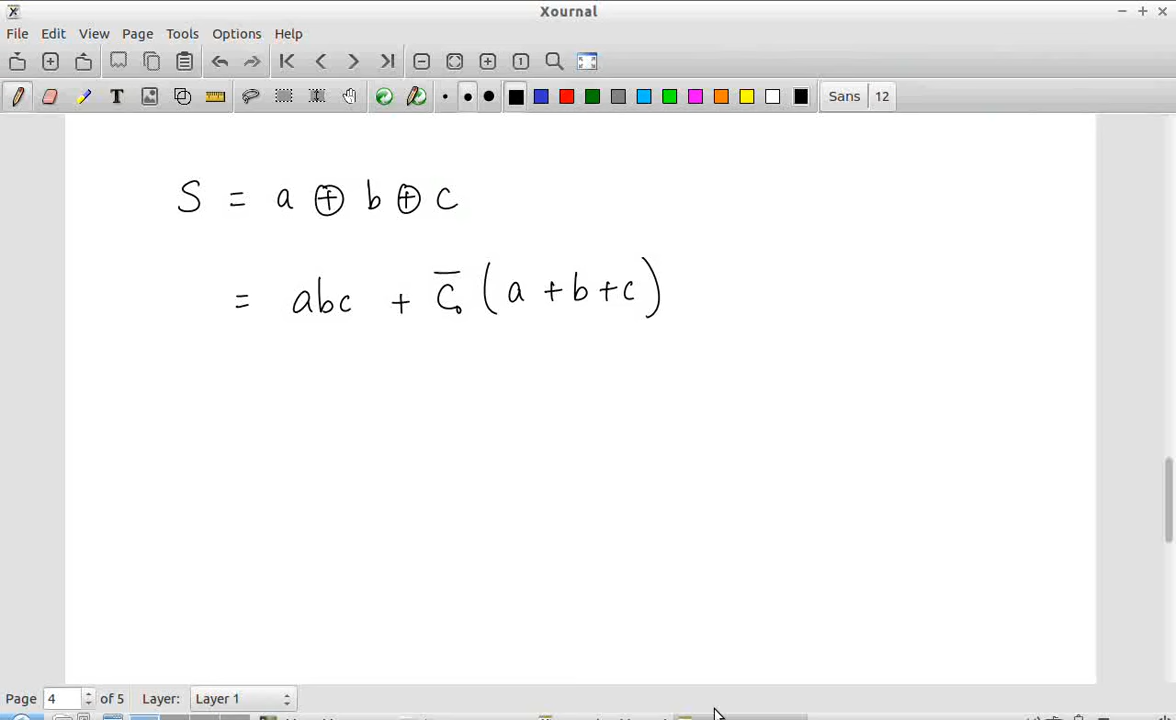 Xournal
File Edit View Page Tools Options Help
Sans 12
S = a ⊕ b ⊕ c
= abc + c̄₀ (a + b + c)
Page 4 of 5 Layer: Layer 1